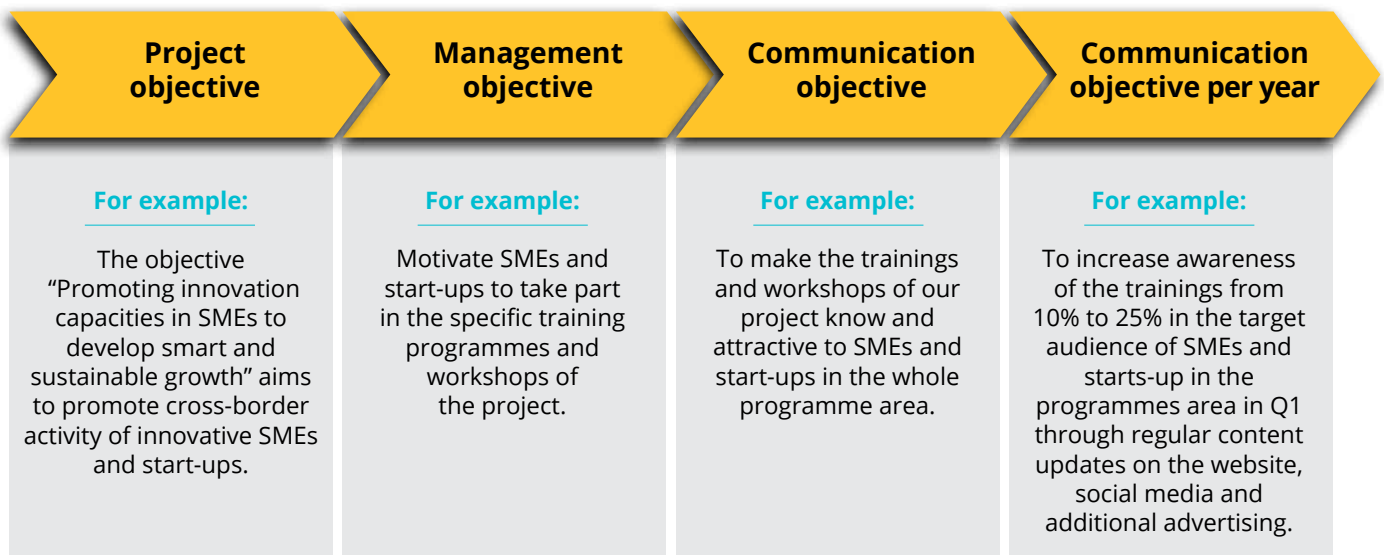 Project
objective
Management
objective
Communication
objective
Communication
objective per year
For example:
The objective
“Promoting innovation
capacities in SMEs to
develop smart and
sustainable growth” aims
to promote cross-border
activity of innovative SMEs
and start-ups.
For example:
Motivate SMEs and
start-ups to take part
in the specific training
programmes and
workshops of
the project.
For example:
To make the trainings
and workshops of our
project know and
attractive to SMEs and
start-ups in the whole
programme area.
For example:
To increase awareness
of the trainings from
10% to 25% in the target
audience of SMEs and
starts-up in the
programmes area in Q1
through regular content
updates on the website,
social media and
additional advertising.